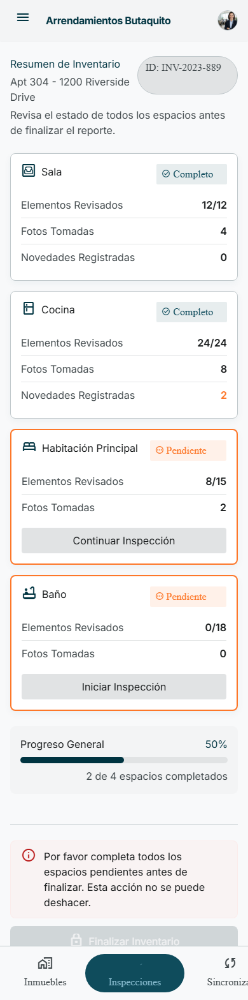 Arrendamientos Butaquito
Resumen de Inventario
ID: INV-2023-889
Apt 304 - 1200 Riverside
Drive
Revisa el estado de todos los espacios antes
de finalizar el reporte.
Sala
Completo
Elementos Revisados 12/12
Fotos Tomadas 4
Novedades Registradas 0
Cocina
Completo
Elementos Revisados 24/24
Fotos Tomadas 8
Novedades Registradas 2
Habitación Principal
Pendiente
Elementos Revisados 8/15
Fotos Tomadas 2
Continuar Inspección
Baño
Pendiente
Elementos Revisados 0/18
Fotos Tomadas 0
Iniciar Inspección
Progreso General 50%
2 de 4 espacios completados
Por favor completa todos los
espacios pendientes antes de
finalizar. Esta acción no se puede
deshacer.
Finalizar Inventario
Inmuebles Inspecciones Sincroniza